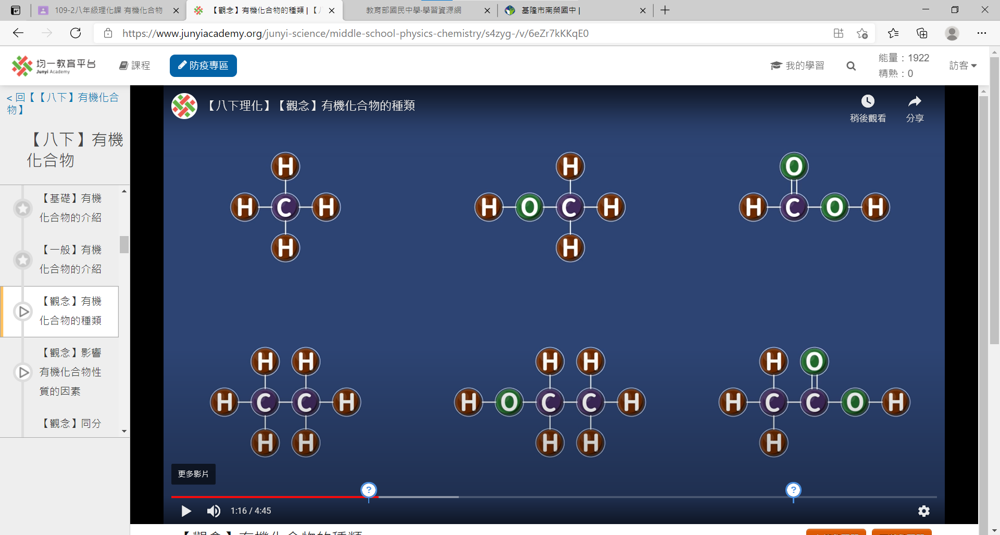 109-2八年級理化課 有機化合物
【觀念】有機化合物的種類 | 【八
教育部國民中學‧學習資源網
基隆市南榮國中 |
https://www.junyiacademy.org/junyi-science/middle-school-physics-chemistry/s4zyg-/v/6eZr7kKKqE0
均一教育平台
Junyi Academy
課程
防疫專區
我的學習
能量：1922
精熟：0
訪客
< 回【【八下】有機化合
物】
【八下】有機
化合物
【基礎】有機
化合物的介紹
【一般】有機
化合物的介紹
【觀念】有機
化合物的種類
【觀念】影響
有機化合物性
質的因素
【觀念】同分
【八下理化】【觀念】有機化合物的種類
稍後觀看
分享
H H O
H C H H O C H H C O H
H H
H H H H H O
H C C H H O C C H H C C O H
H H H H H
更多影片
? ?
1:16 / 4:45
【觀念】有機化合物的種類